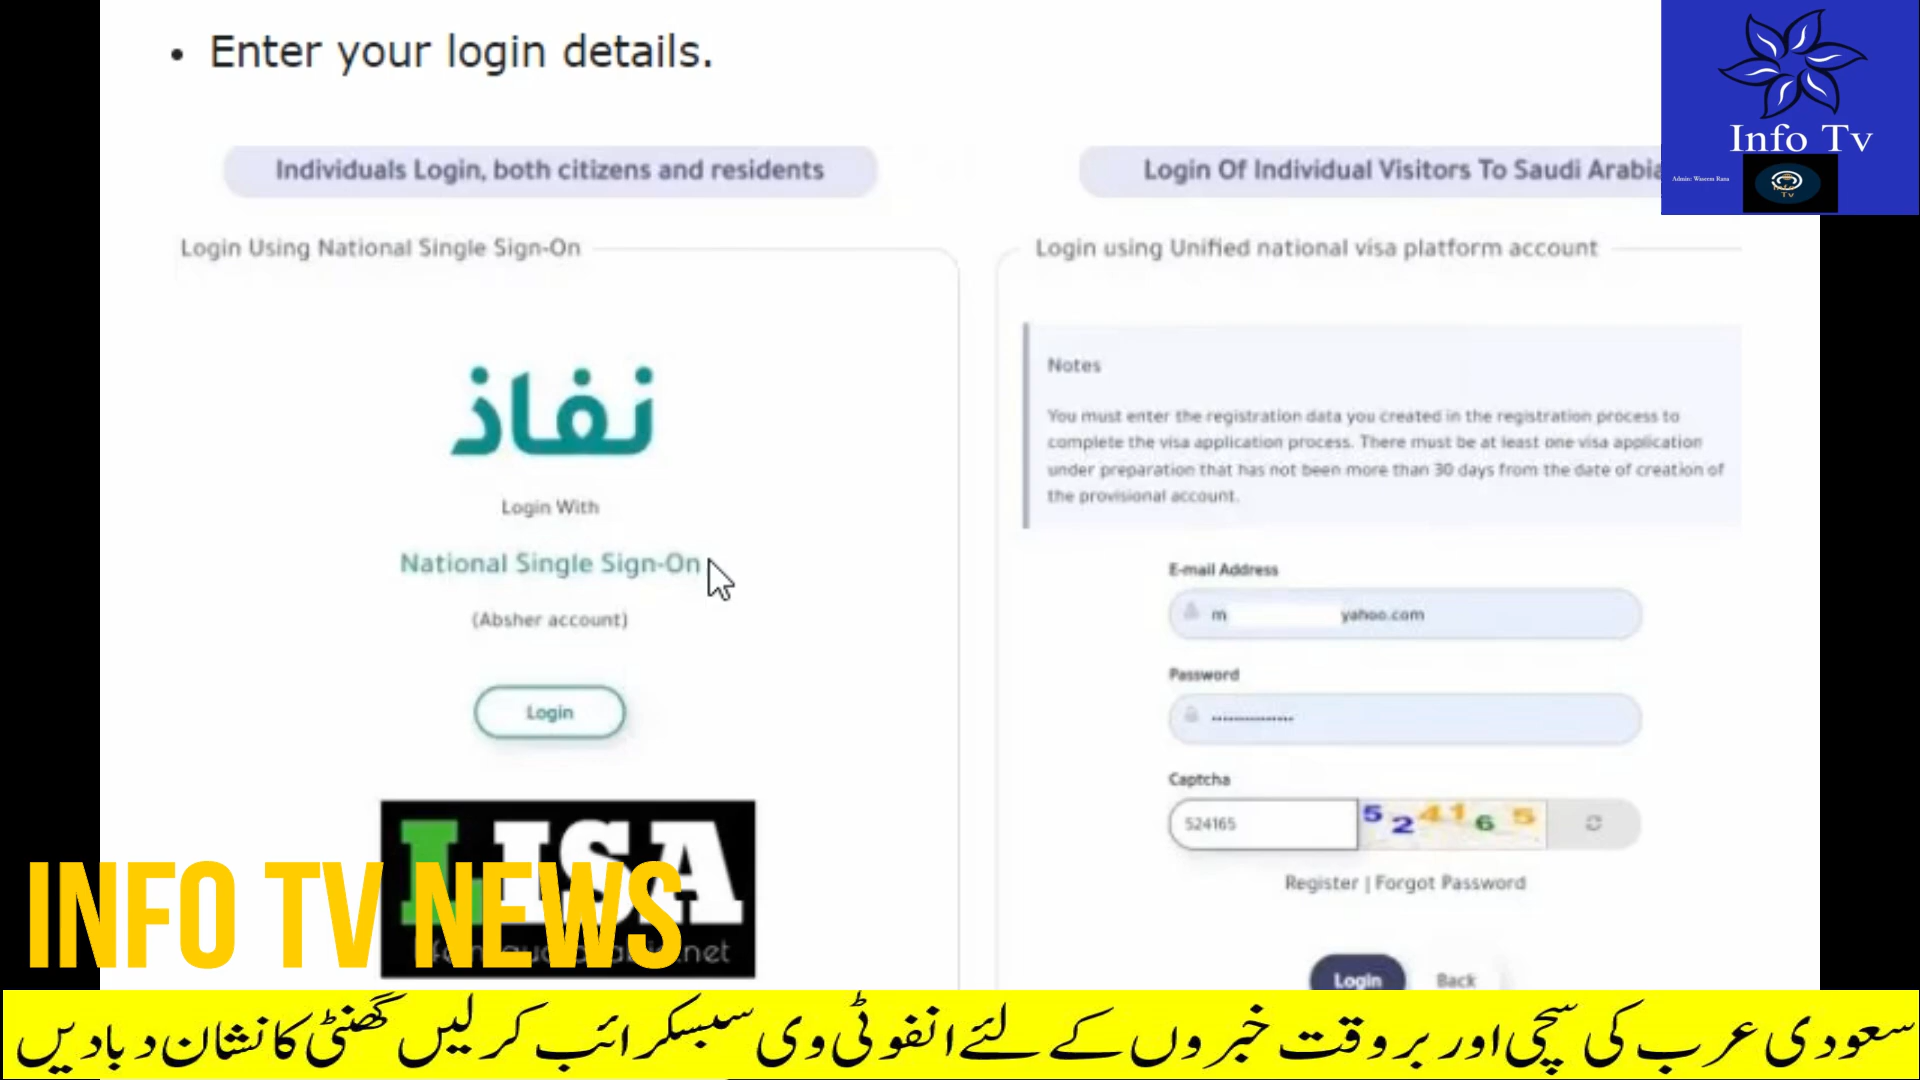 • Enter your login details.
Info Tv
Admin: Waseem Raza
Individuals Login, both citizens and residents
Login Using National Single Sign-On
نفاذ
Login With
National Single Sign-On
(Absher account)
Login
Login Of Individual Visitors To Saudi Arabia
Login using Unified national visa platform account
Notes
You must enter the registration data you created in the registration process to
complete the visa application process. There must be at least one visa application
under preparation that has not been more than 30 days from the date of creation of
the provisional account.
E-mail Address
m yahoo.com
Password
Captcha
524165
524165
Register | Forgot Password
Login Back
LISA
.net
INFO TV NEWS
سعودی عرب کی سچی اور بروقت خبروں کے لئے انفو ٹی وی سبسکرائب کر لیں گھنٹی کا نشان دبا دیں